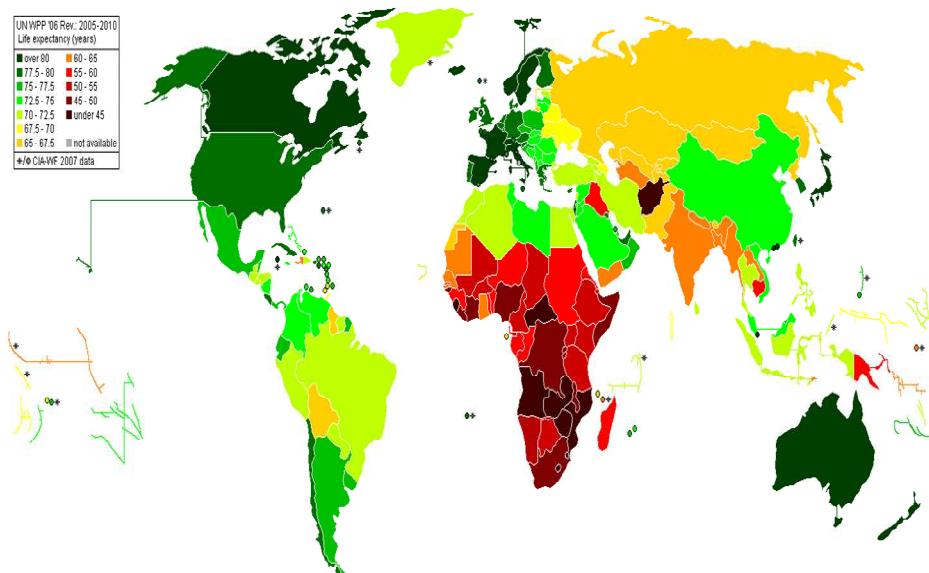 UN WPP '06 Rev.: 2005-2010
Life expectancy (years)
over 80 60 - 65
77.5 - 80 55 - 60
75 - 77.5 50 - 55
72.5 - 75 45 - 50
70 - 72.5 under 45
67.5 - 70
65 - 67.5 not available
CIA-WF 2007 data